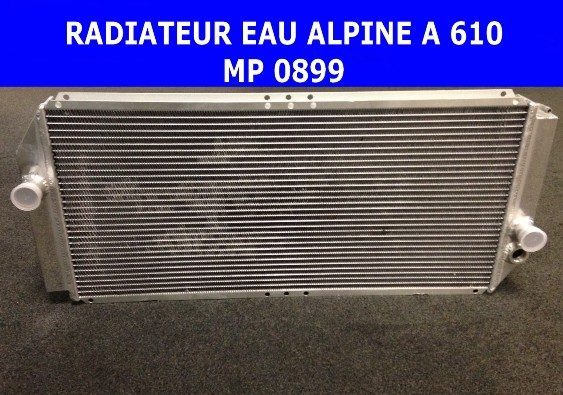 RADIATEUR EAU ALPINE A 610
MP 0899